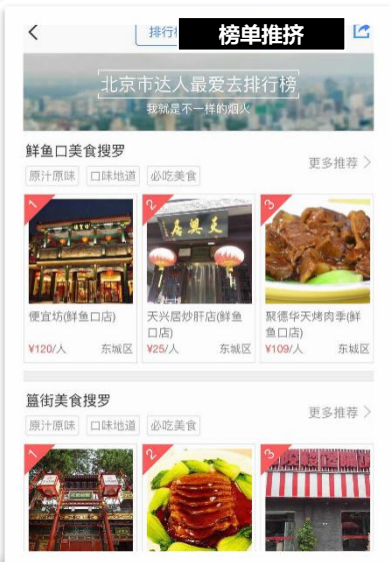 排行
榜单推挤
北京市达人最爱去排行榜
我就是不一样的烟火
鲜鱼口美食搜罗
更多推荐
原汁原味 口味地道 必吃美食
1 2 3
天興居
便宜坊(鲜鱼口店) 天兴居炒肝店(鲜鱼口店) 聚德华天烤肉季(鲜鱼口店)
¥120/人 东城区 ¥25/人 东城区 ¥109/人 东城区
簋街美食搜罗
更多推荐
原汁原味 口味地道 必吃美食
1 2 3